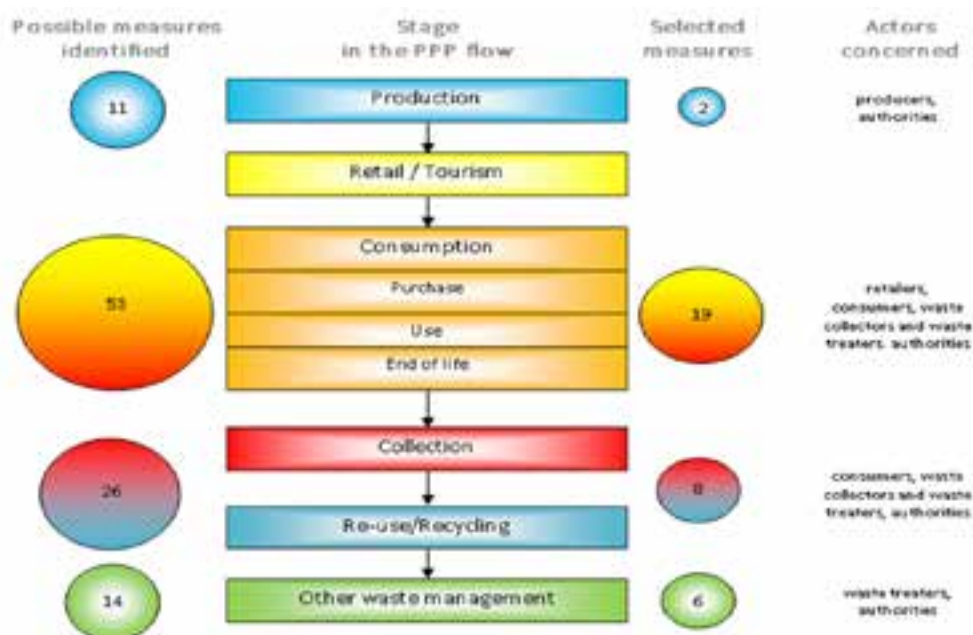 Possible measures
identified
Stage
in the PPP flow
Selected
measures
Actors
concerned
11
Production
2
producers,
authorities
Retail / Tourism
53
Consumption
Purchase
Use
End of life
19
retailers,
consumers, waste
collectors and waste
treaters. authorities
26
Collection
Re-use/Recycling
8
consumers, waste
collectors and waste
treaters, authorities
14
Other waste management
6
waste treaters,
authorities